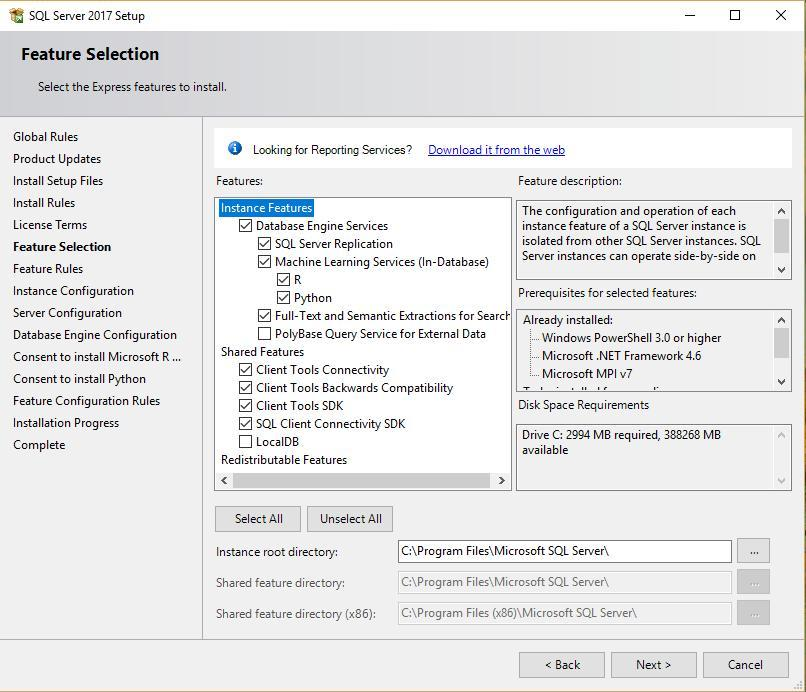 SQL Server 2017 Setup
Feature Selection
Select the Express features to install.
Global Rules
Product Updates
Install Setup Files
Install Rules
License Terms
Feature Selection
Feature Rules
Instance Configuration
Server Configuration
Database Engine Configuration
Consent to install Microsoft R ...
Consent to install Python
Feature Configuration Rules
Installation Progress
Complete
Looking for Reporting Services? Download it from the web
Features:
Instance Features
Database Engine Services
SQL Server Replication
Machine Learning Services (In-Database)
R
Python
Full-Text and Semantic Extractions for Search
PolyBase Query Service for External Data
Shared Features
Client Tools Connectivity
Client Tools Backwards Compatibility
Client Tools SDK
SQL Client Connectivity SDK
LocalDB
Redistributable Features
Feature description:
The configuration and operation of each
instance feature of a SQL Server instance is
isolated from other SQL Server instances. SQL
Server instances can operate side-by-side on
Prerequisites for selected features:
Already installed:
Windows PowerShell 3.0 or higher
Microsoft .NET Framework 4.6
Microsoft MPI v7
Disk Space Requirements
Drive C: 2994 MB required, 388268 MB
available
Select All
Unselect All
Instance root directory:
C:\Program Files\Microsoft SQL Server\
...
Shared feature directory:
C:\Program Files\Microsoft SQL Server\
...
Shared feature directory (x86):
C:\Program Files (x86)\Microsoft SQL Server\
...
< Back
Next >
Cancel